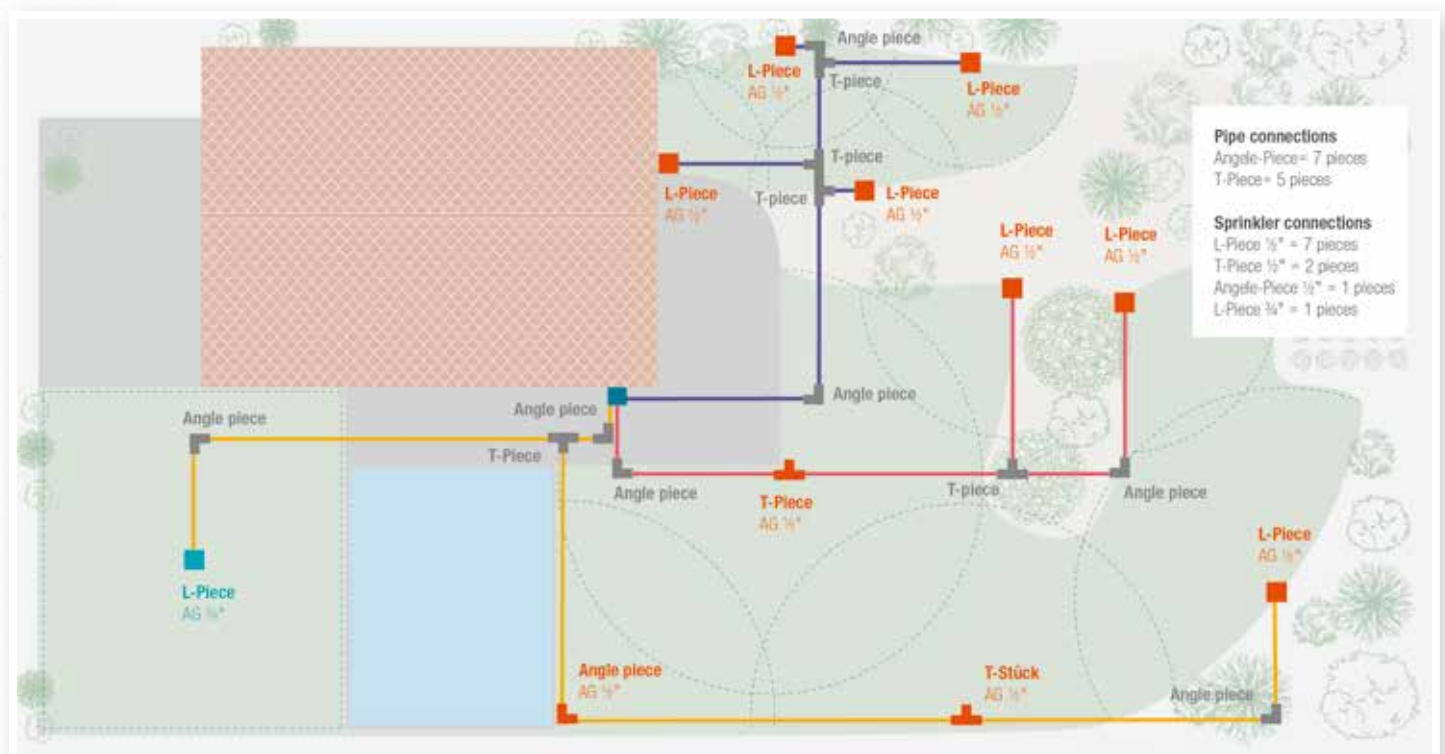 Angle piece
L-Piece
AG ½"
T-piece
L-Piece
AG ½"
Pipe connections
Angele-Piece= 7 pieces
T-Piece= 5 pieces
Sprinkler connections
L-Piece ½" = 7 pieces
T-Piece ½" = 2 pieces
Angele-Piece ½" = 1 pieces
L-Piece ¾" = 1 pieces
T-piece
L-Piece
AG ½"
T-piece
L-Piece
AG ½"
L-Piece
AG ½"
L-Piece
AG ½"
Angle piece
Angle piece
Angle piece
T-Piece
Angle piece
T-Piece
AG ½"
T-piece
Angle piece
L-Piece
AG ½"
L-Piece
AG ¾"
Angle piece
AG ½"
T-Stück
AG ½"
Angle piece